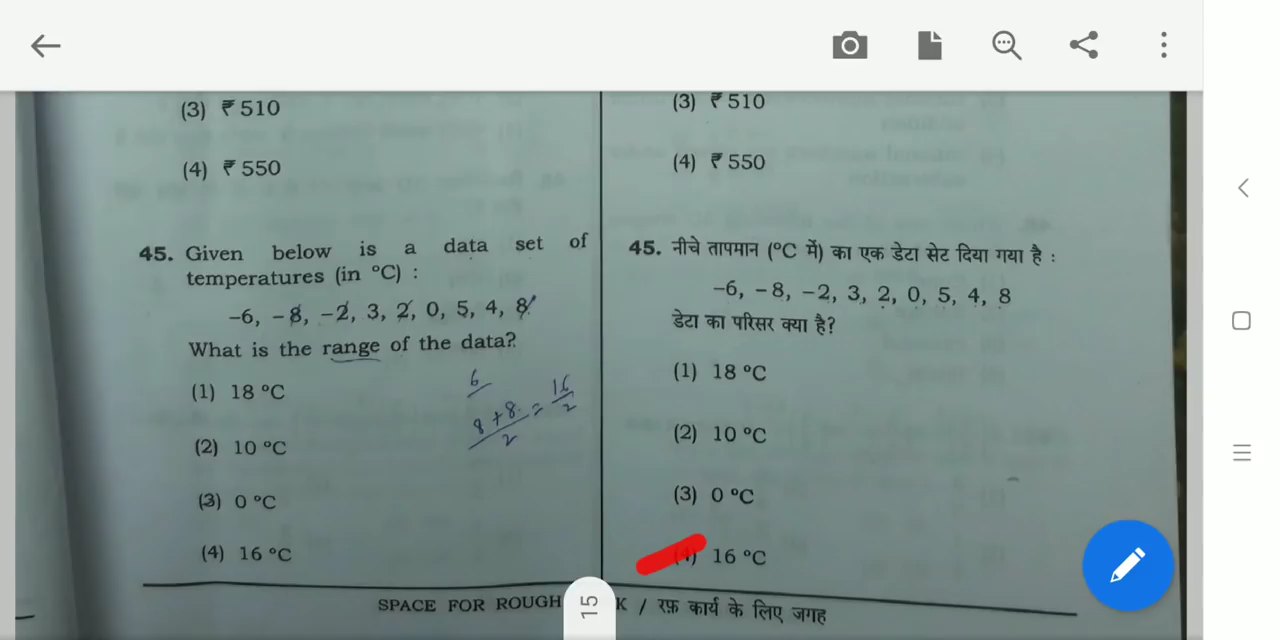 (3) ₹ 510
(4) ₹ 550
45. Given below is a data set of
temperatures (in °C) :
-6, -8, -2, 3, 2, 0, 5, 4, 8
What is the range of the data?
(1) 18 °C
(2) 10 °C
(3) 0 °C
(4) 16 °C
6
8 + 8 = 16
2 2
(3) ₹ 510
(4) ₹ 550
45. नीचे तापमान (°C में) का एक डेटा सेट दिया गया है :
-6, -8, -2, 3, 2, 0, 5, 4, 8
डेटा का परिसर क्या है?
(1) 18 °C
(2) 10 °C
(3) 0 °C
(4) 16 °C
SPACE FOR ROUGH K / रफ़ कार्य के लिए जगह
15